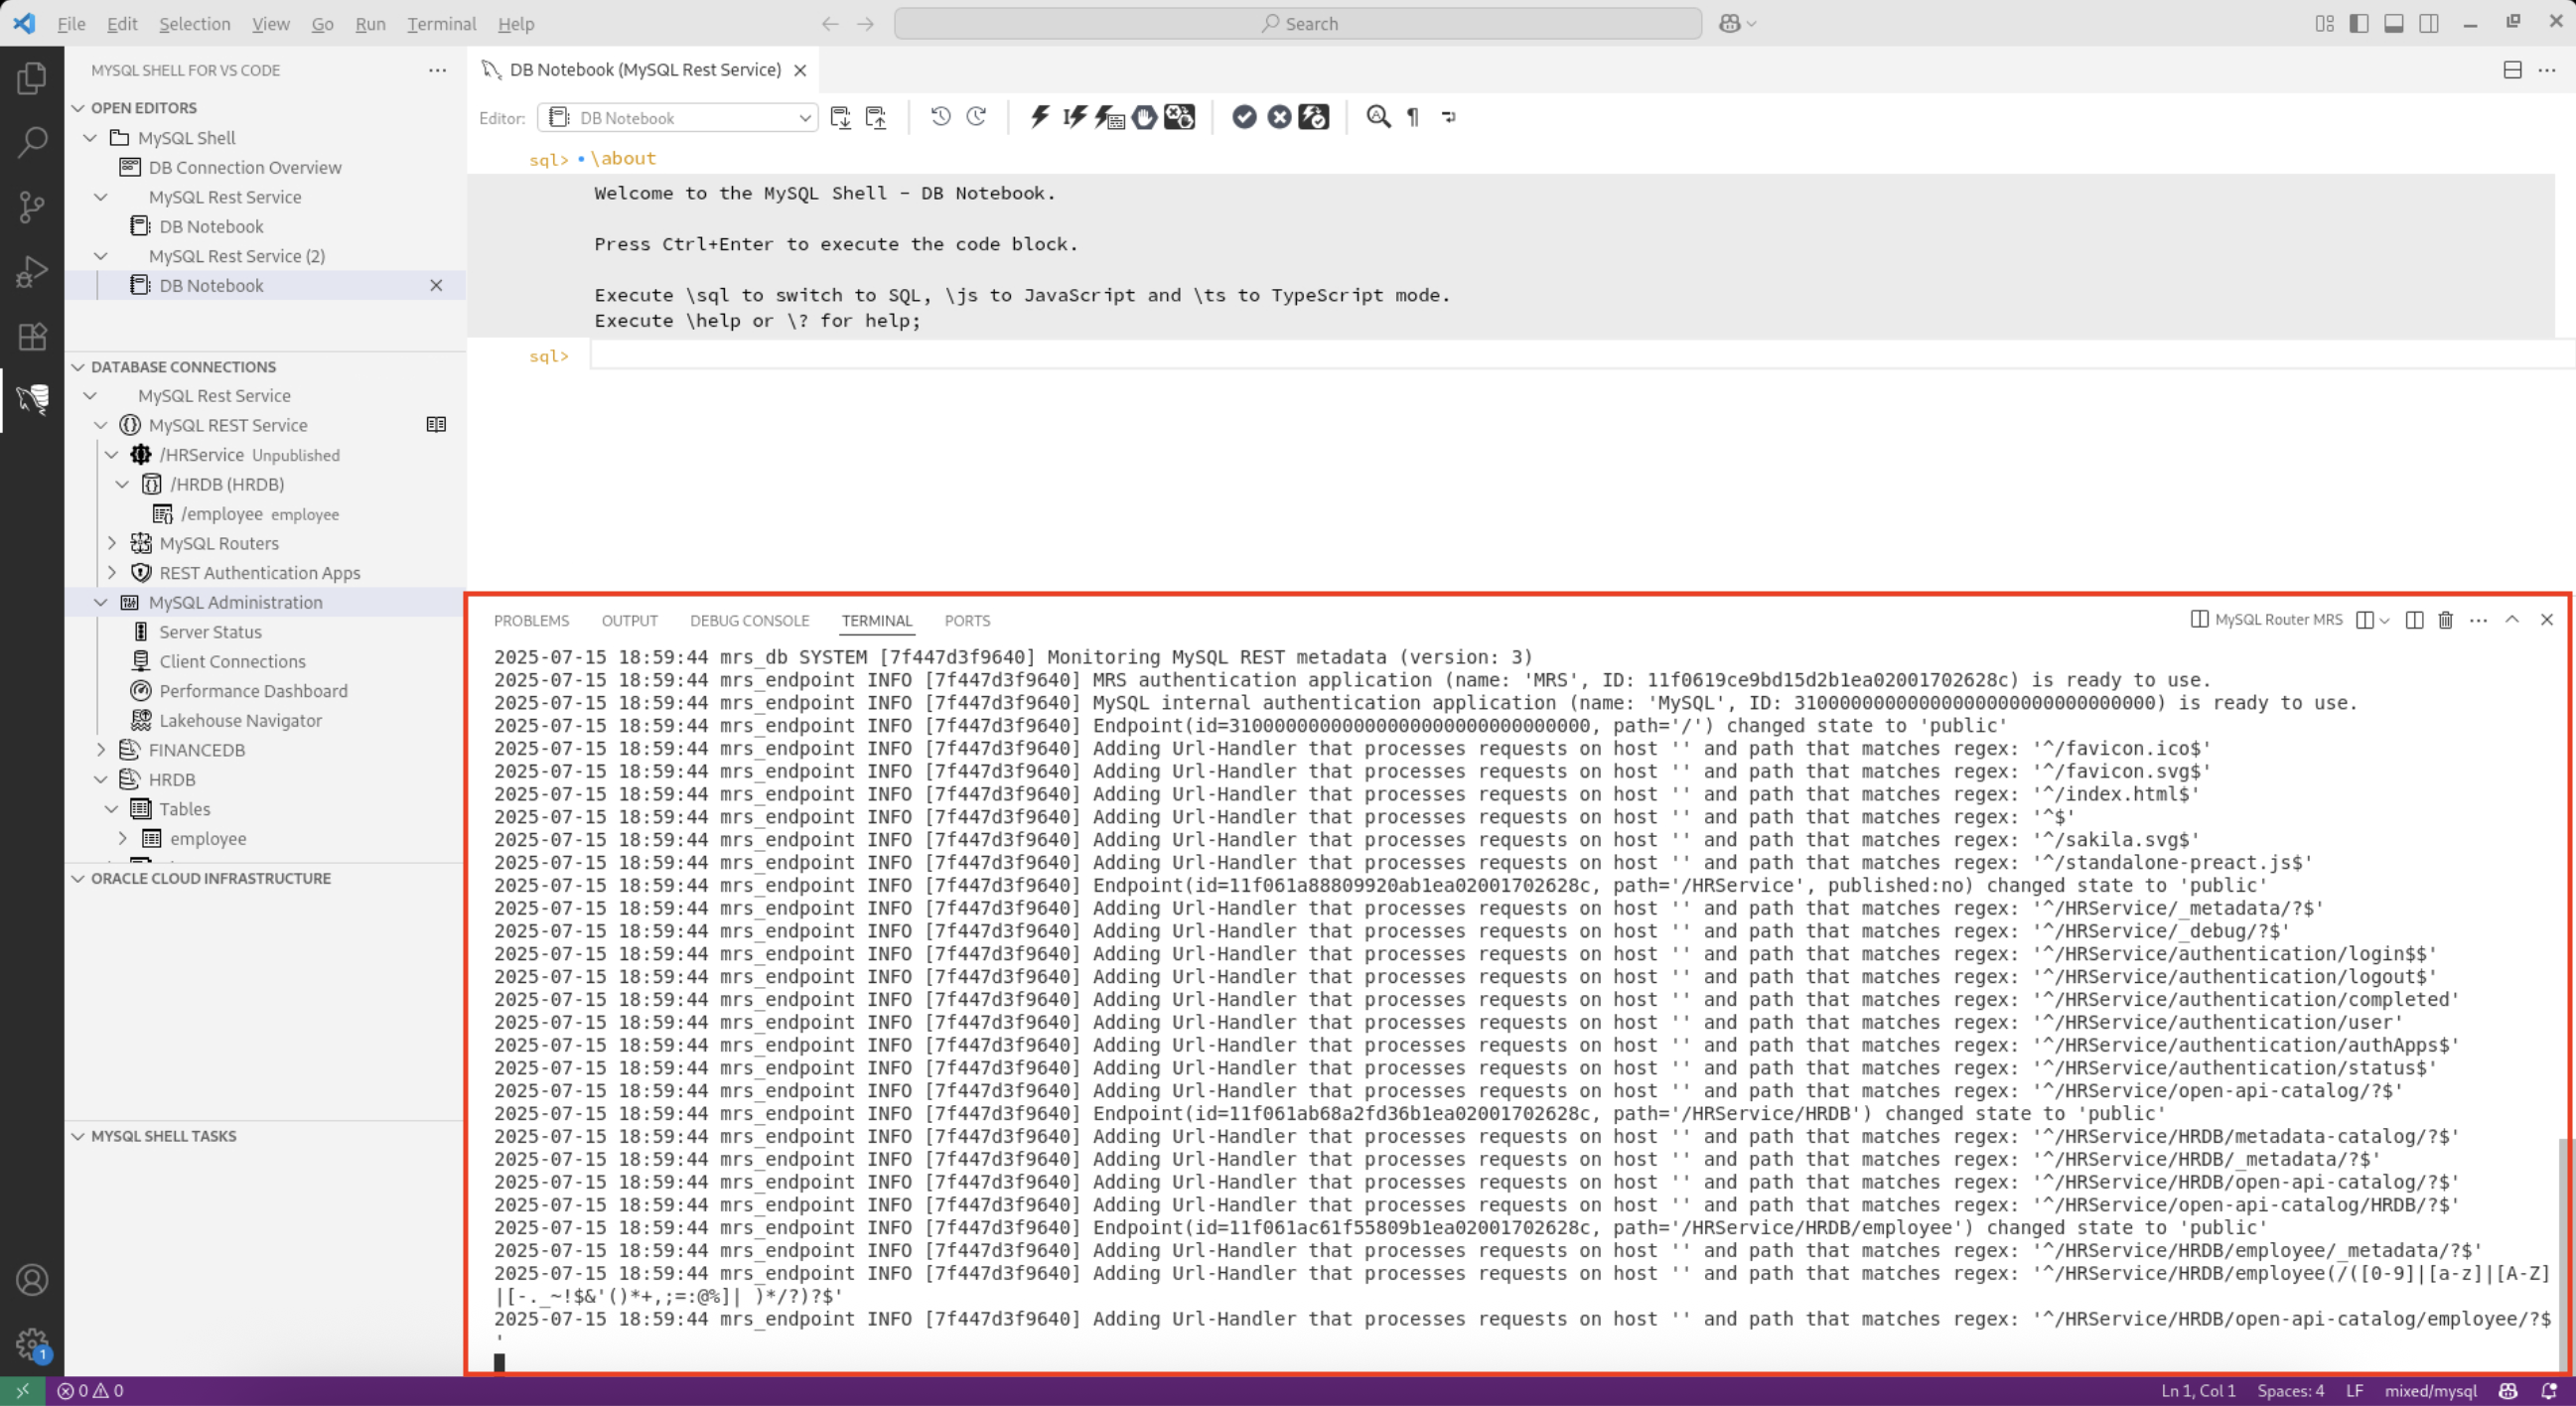 File Edit Selection View Go Run Terminal Help
Search
MYSQL SHELL FOR VS CODE
OPEN EDITORS
MySQL Shell
DB Connection Overview
MySQL Rest Service
DB Notebook
MySQL Rest Service (2)
DB Notebook
DATABASE CONNECTIONS
MySQL Rest Service
MySQL REST Service
/HRService Unpublished
/HRDB (HRDB)
/employee employee
MySQL Routers
REST Authentication Apps
MySQL Administration
Server Status
Client Connections
Performance Dashboard
Lakehouse Navigator
FINANCEDB
HRDB
Tables
employee
ORACLE CLOUD INFRASTRUCTURE
MYSQL SHELL TASKS
DB Notebook (MySQL Rest Service)
Editor: DB Notebook
sql> \about
Welcome to the MySQL Shell - DB Notebook.
Press Ctrl+Enter to execute the code block.
Execute \sql to switch to SQL, \js to JavaScript and \ts to TypeScript mode.
Execute \help or \? for help;
sql>
PROBLEMS OUTPUT DEBUG CONSOLE TERMINAL PORTS
MySQL Router MRS
2025-07-15 18:59:44 mrs_db SYSTEM [7f447d3f9640] Monitoring MySQL REST metadata (version: 3)
2025-07-15 18:59:44 mrs_endpoint INFO [7f447d3f9640] MRS authentication application (name: 'MRS', ID: 11f0619ce9bd15d2b1ea02001702628c) is ready to use.
2025-07-15 18:59:44 mrs_endpoint INFO [7f447d3f9640] MySQL internal authentication application (name: 'MySQL', ID: 31000000000000000000000000000000) is ready to use.
2025-07-15 18:59:44 mrs_endpoint INFO [7f447d3f9640] Endpoint(id=31000000000000000000000000000000, path='/') changed state to 'public'
2025-07-15 18:59:44 mrs_endpoint INFO [7f447d3f9640] Adding Url-Handler that processes requests on host '' and path that matches regex: '^/favicon.ico$'
2025-07-15 18:59:44 mrs_endpoint INFO [7f447d3f9640] Adding Url-Handler that processes requests on host '' and path that matches regex: '^/favicon.svg$'
2025-07-15 18:59:44 mrs_endpoint INFO [7f447d3f9640] Adding Url-Handler that processes requests on host '' and path that matches regex: '^/index.html$'
2025-07-15 18:59:44 mrs_endpoint INFO [7f447d3f9640] Adding Url-Handler that processes requests on host '' and path that matches regex: '^$'
2025-07-15 18:59:44 mrs_endpoint INFO [7f447d3f9640] Adding Url-Handler that processes requests on host '' and path that matches regex: '^/sakila.svg$'
2025-07-15 18:59:44 mrs_endpoint INFO [7f447d3f9640] Adding Url-Handler that processes requests on host '' and path that matches regex: '^/standalone-preact.js$'
2025-07-15 18:59:44 mrs_endpoint INFO [7f447d3f9640] Endpoint(id=11f061a88809920ab1ea02001702628c, path='/HRService', published:no) changed state to 'public'
2025-07-15 18:59:44 mrs_endpoint INFO [7f447d3f9640] Adding Url-Handler that processes requests on host '' and path that matches regex: '^/HRService/_metadata/?$'
2025-07-15 18:59:44 mrs_endpoint INFO [7f447d3f9640] Adding Url-Handler that processes requests on host '' and path that matches regex: '^/HRService/_debug/?$'
2025-07-15 18:59:44 mrs_endpoint INFO [7f447d3f9640] Adding Url-Handler that processes requests on host '' and path that matches regex: '^/HRService/authentication/login$$'
2025-07-15 18:59:44 mrs_endpoint INFO [7f447d3f9640] Adding Url-Handler that processes requests on host '' and path that matches regex: '^/HRService/authentication/logout$'
2025-07-15 18:59:44 mrs_endpoint INFO [7f447d3f9640] Adding Url-Handler that processes requests on host '' and path that matches regex: '^/HRService/authentication/completed'
2025-07-15 18:59:44 mrs_endpoint INFO [7f447d3f9640] Adding Url-Handler that processes requests on host '' and path that matches regex: '^/HRService/authentication/user'
2025-07-15 18:59:44 mrs_endpoint INFO [7f447d3f9640] Adding Url-Handler that processes requests on host '' and path that matches regex: '^/HRService/authentication/authApps$'
2025-07-15 18:59:44 mrs_endpoint INFO [7f447d3f9640] Adding Url-Handler that processes requests on host '' and path that matches regex: '^/HRService/authentication/status$'
2025-07-15 18:59:44 mrs_endpoint INFO [7f447d3f9640] Adding Url-Handler that processes requests on host '' and path that matches regex: '^/HRService/open-api-catalog/?$'
2025-07-15 18:59:44 mrs_endpoint INFO [7f447d3f9640] Endpoint(id=11f061ab68a2fd36b1ea02001702628c, path='/HRService/HRDB') changed state to 'public'
2025-07-15 18:59:44 mrs_endpoint INFO [7f447d3f9640] Adding Url-Handler that processes requests on host '' and path that matches regex: '^/HRService/HRDB/metadata-catalog/?$'
2025-07-15 18:59:44 mrs_endpoint INFO [7f447d3f9640] Adding Url-Handler that processes requests on host '' and path that matches regex: '^/HRService/HRDB/_metadata/?$'
2025-07-15 18:59:44 mrs_endpoint INFO [7f447d3f9640] Adding Url-Handler that processes requests on host '' and path that matches regex: '^/HRService/HRDB/open-api-catalog/?$'
2025-07-15 18:59:44 mrs_endpoint INFO [7f447d3f9640] Adding Url-Handler that processes requests on host '' and path that matches regex: '^/HRService/open-api-catalog/HRDB/?$'
2025-07-15 18:59:44 mrs_endpoint INFO [7f447d3f9640] Endpoint(id=11f061ac61f55809b1ea02001702628c, path='/HRService/HRDB/employee') changed state to 'public'
2025-07-15 18:59:44 mrs_endpoint INFO [7f447d3f9640] Adding Url-Handler that processes requests on host '' and path that matches regex: '^/HRService/HRDB/employee/_metadata/?$'
2025-07-15 18:59:44 mrs_endpoint INFO [7f447d3f9640] Adding Url-Handler that processes requests on host '' and path that matches regex: '^/HRService/HRDB/employee(/([0-9]|[a-z]|[A-Z]
|[-._~!$&'()*+,;=:@%]| )*/?)?$'
2025-07-15 18:59:44 mrs_endpoint INFO [7f447d3f9640] Adding Url-Handler that processes requests on host '' and path that matches regex: '^/HRService/HRDB/open-api-catalog/employee/?$
'
1
0 0
Ln 1, Col 1 Spaces: 4 LF mixed/mysql